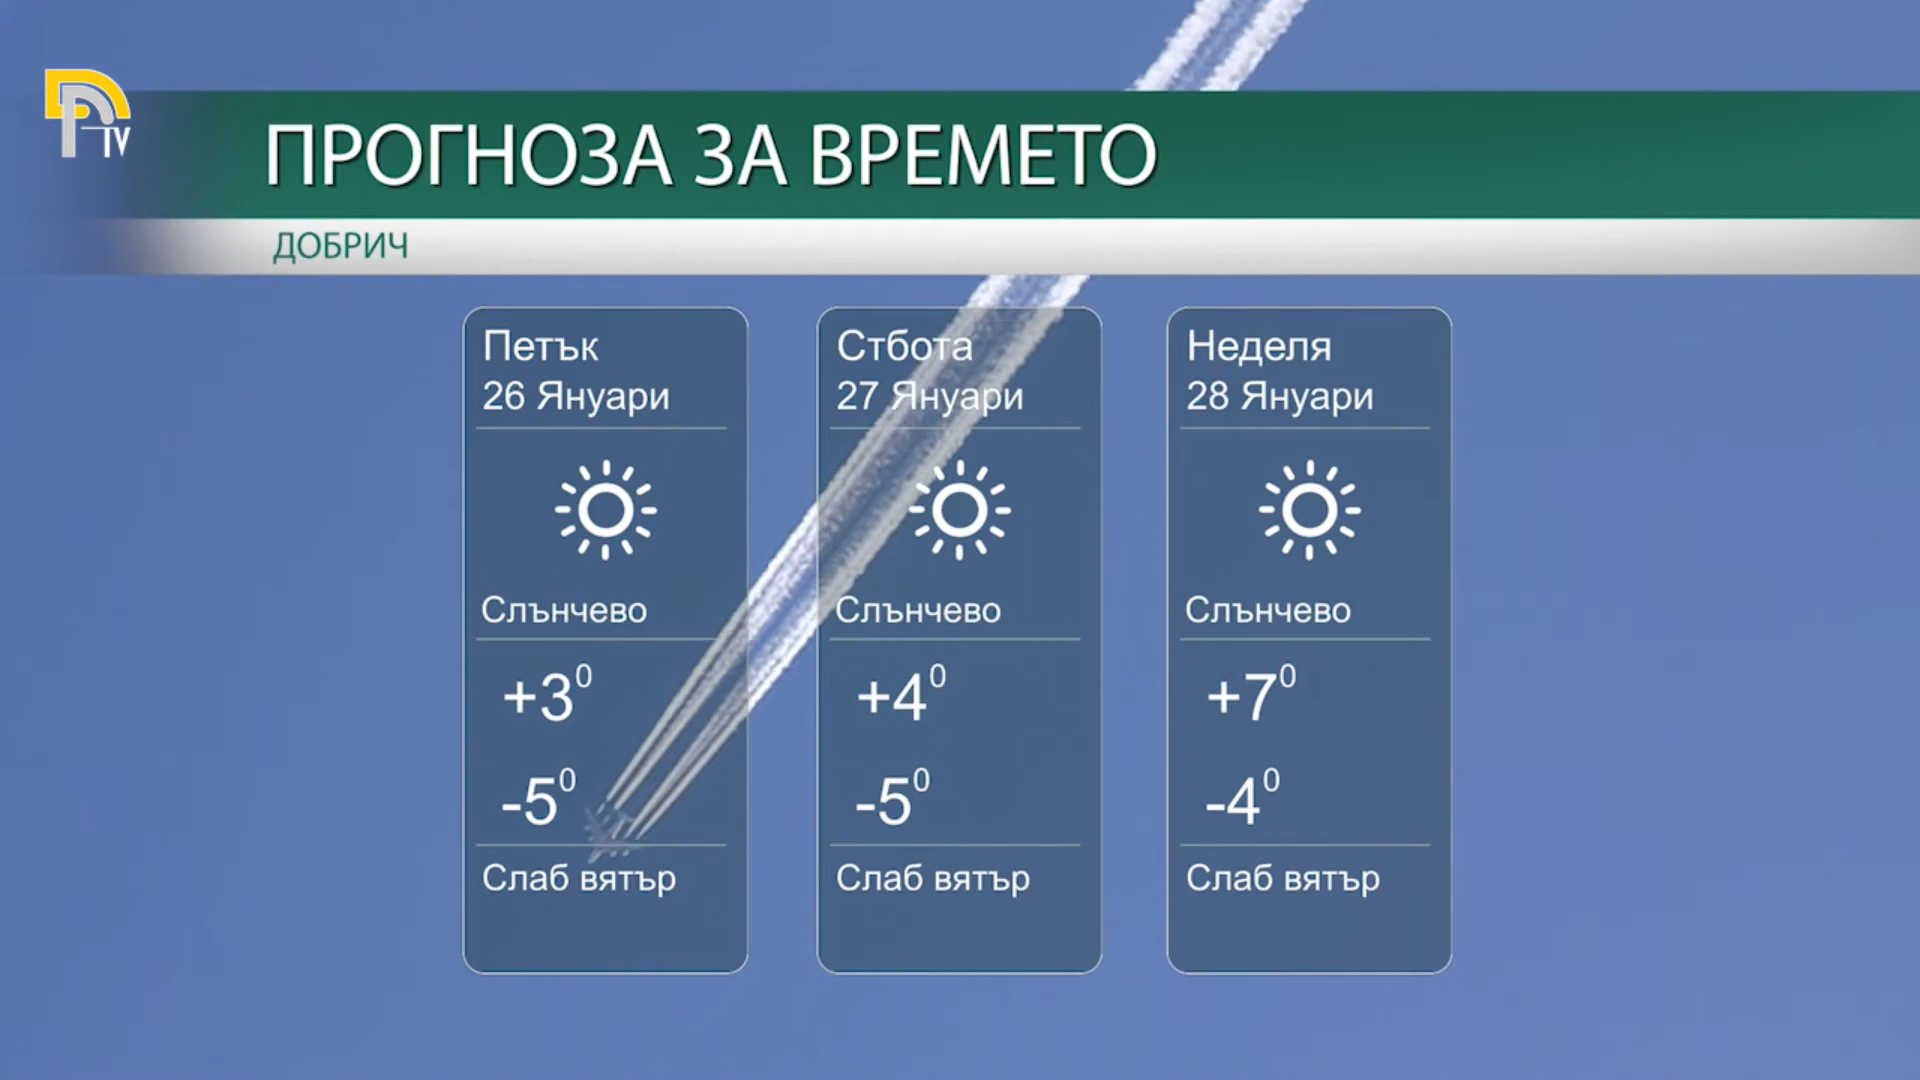 TV
ПРОГНОЗА ЗА ВРЕМЕТО
ДОБРИЧ
Петък
26 Януари
Слънчево
+3⁰
-5⁰
Слаб вятър
Стбота
27 Януари
Слънчево
+4⁰
-5⁰
Слаб вятър
Неделя
28 Януари
Слънчево
+7⁰
-4⁰
Слаб вятър